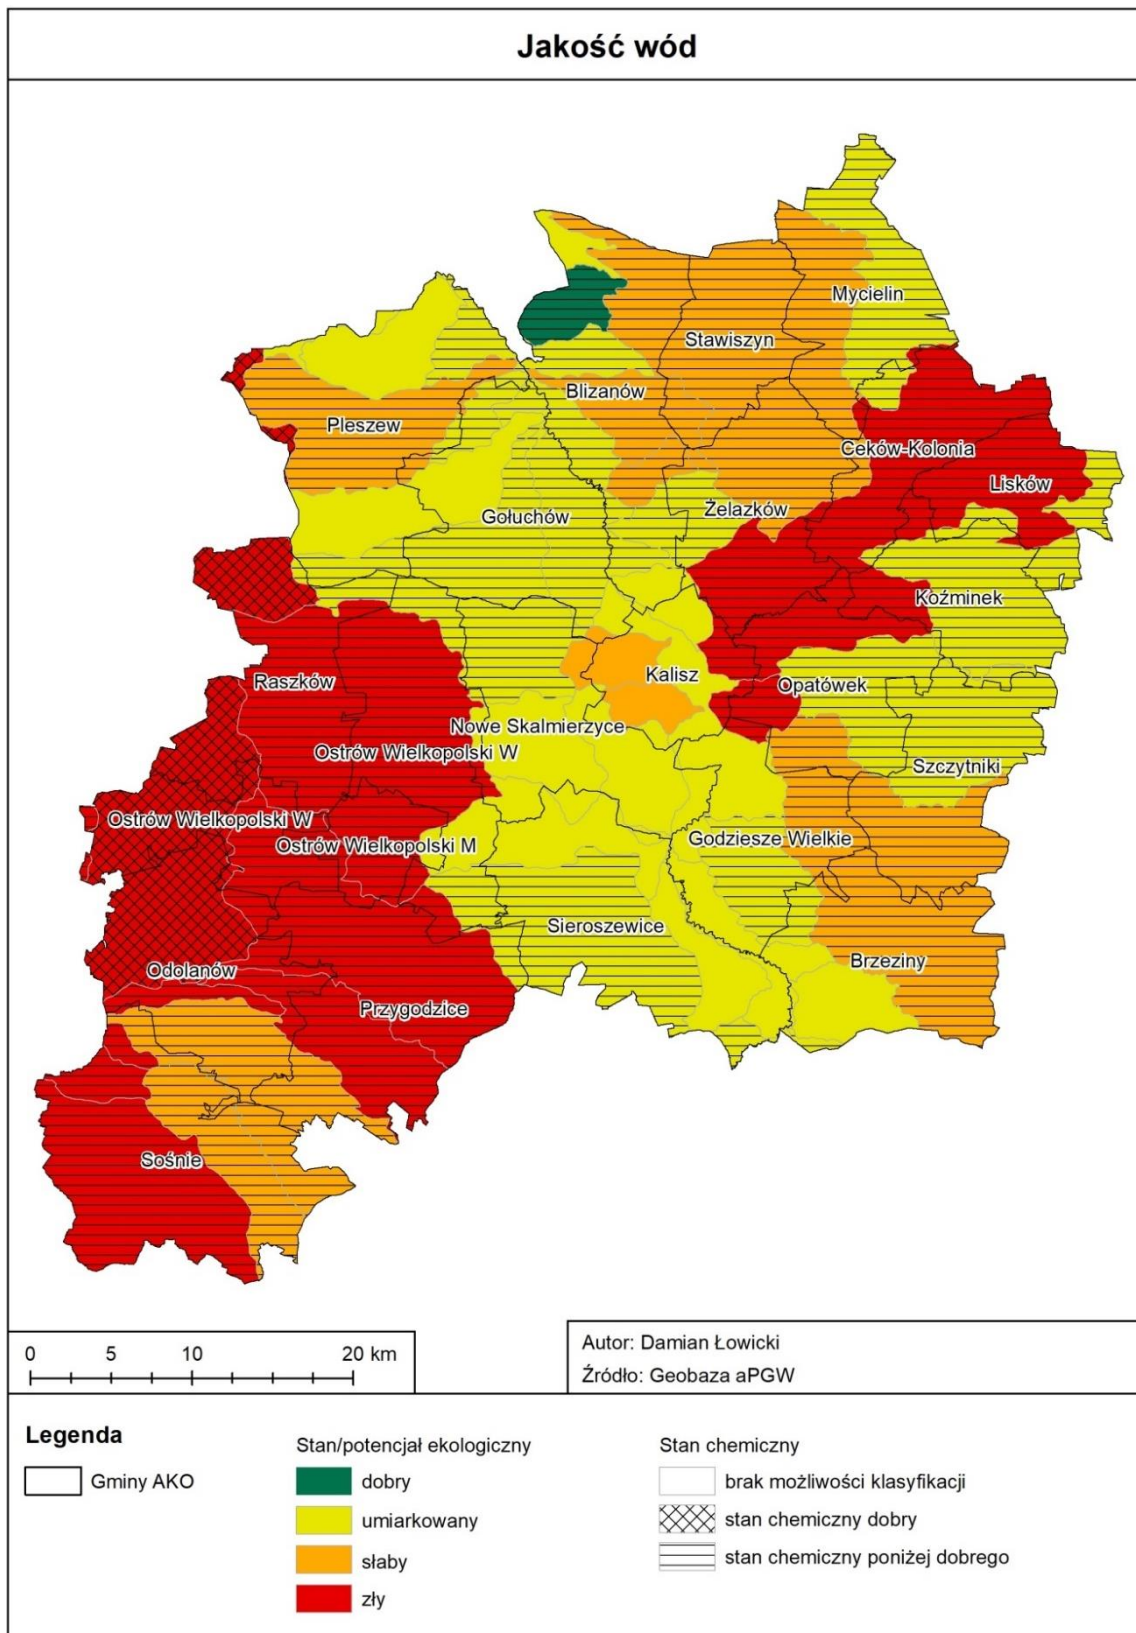 Jakość wód
Mycielin
Stawiszyn
Blizanów
Pleszew
Ceków-Kolonia
Lisków
Żelazków
Gołuchów
Koźminek
Kalisz
Opatówek
Raszków
Nowe Skalmierzyce
Ostrów Wielkopolski W
Szczytniki
Ostrów Wielkopolski W
Godziesze Wielkie
Ostrów Wielkopolski M
Sieroszewice
Brzeziny
Odolanów
Przygodzice
Sośnie
0 5 10 20 km
Autor: Damian Łowicki
Źródło: Geobaza aPGW
Legenda
Gminy AKO
Stan/potencjał ekologiczny
dobry
umiarkowany
słaby
zły
Stan chemiczny
brak możliwości klasyfikacji
stan chemiczny dobry
stan chemiczny poniżej dobrego